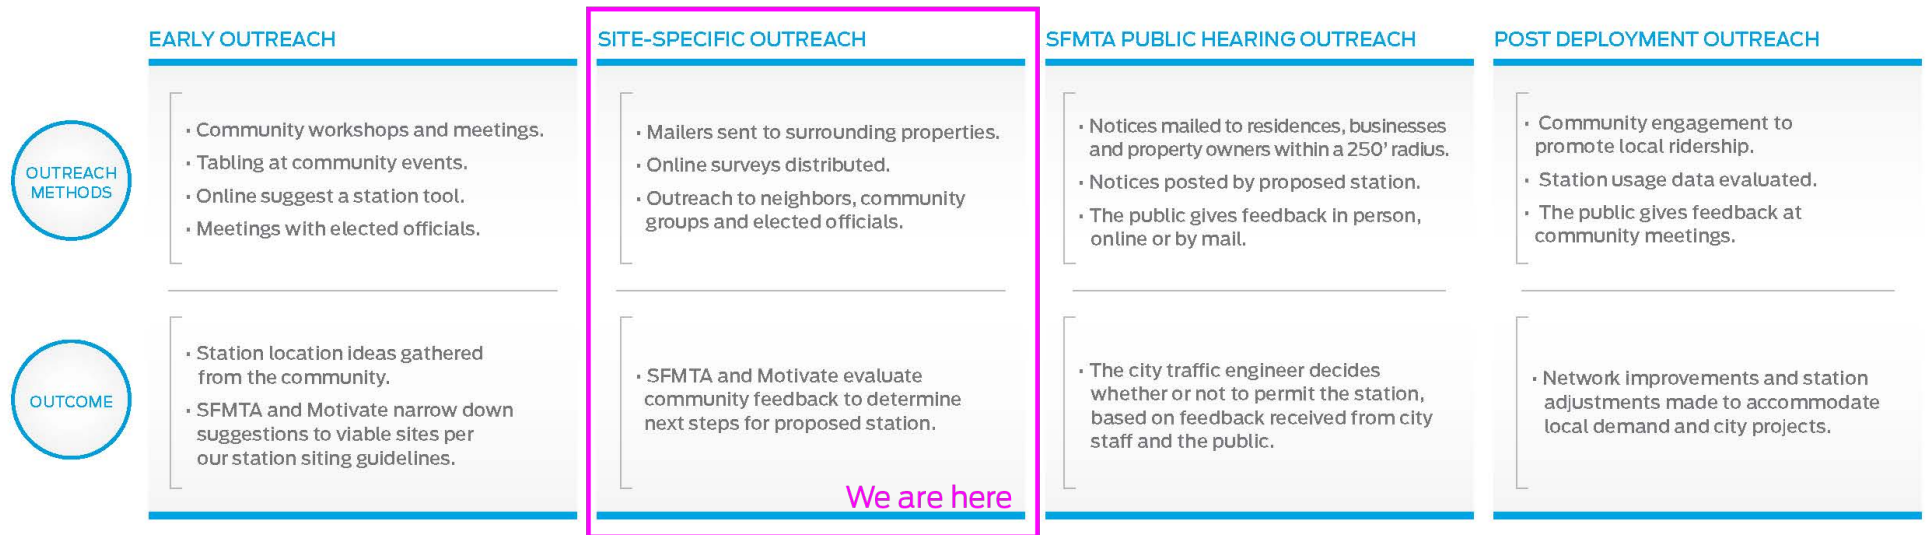 EARLY OUTREACH
SITE-SPECIFIC OUTREACH
SFMTA PUBLIC HEARING OUTREACH
POST DEPLOYMENT OUTREACH
OUTREACH
METHODS
· Community workshops and meetings.
· Tabling at community events.
· Online suggest a station tool.
· Meetings with elected officials.
· Mailers sent to surrounding properties.
· Online surveys distributed.
· Outreach to neighbors, community
groups and elected officials.
· Notices mailed to residences, businesses
and property owners within a 250' radius.
· Notices posted by proposed station.
· The public gives feedback in person,
online or by mail.
· Community engagement to
promote local ridership.
· Station usage data evaluated.
· The public gives feedback at
community meetings.
OUTCOME
· Station location ideas gathered
from the community.
· SFMTA and Motivate narrow down
suggestions to viable sites per
our station siting guidelines.
· SFMTA and Motivate evaluate
community feedback to determine
next steps for proposed station.
We are here
· The city traffic engineer decides
whether or not to permit the station,
based on feedback received from city
staff and the public.
· Network improvements and station
adjustments made to accommodate
local demand and city projects.